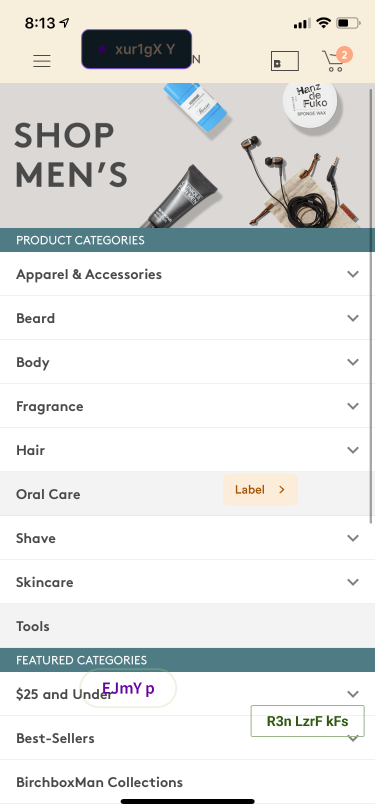 8:13
xur1gX Y
N
B
2
SHOP
MEN'S
Hanz
de
Fuko
SPONGE WAX
PRODUCT CATEGORIES
Apparel & Accessories
Beard
Body
Fragrance
Hair
Oral Care
Label
Shave
Skincare
Tools
FEATURED CATEGORIES
$25 and Under
EJmY p
R3n LzrF kFs
Best-Sellers
BirchboxMan Collections